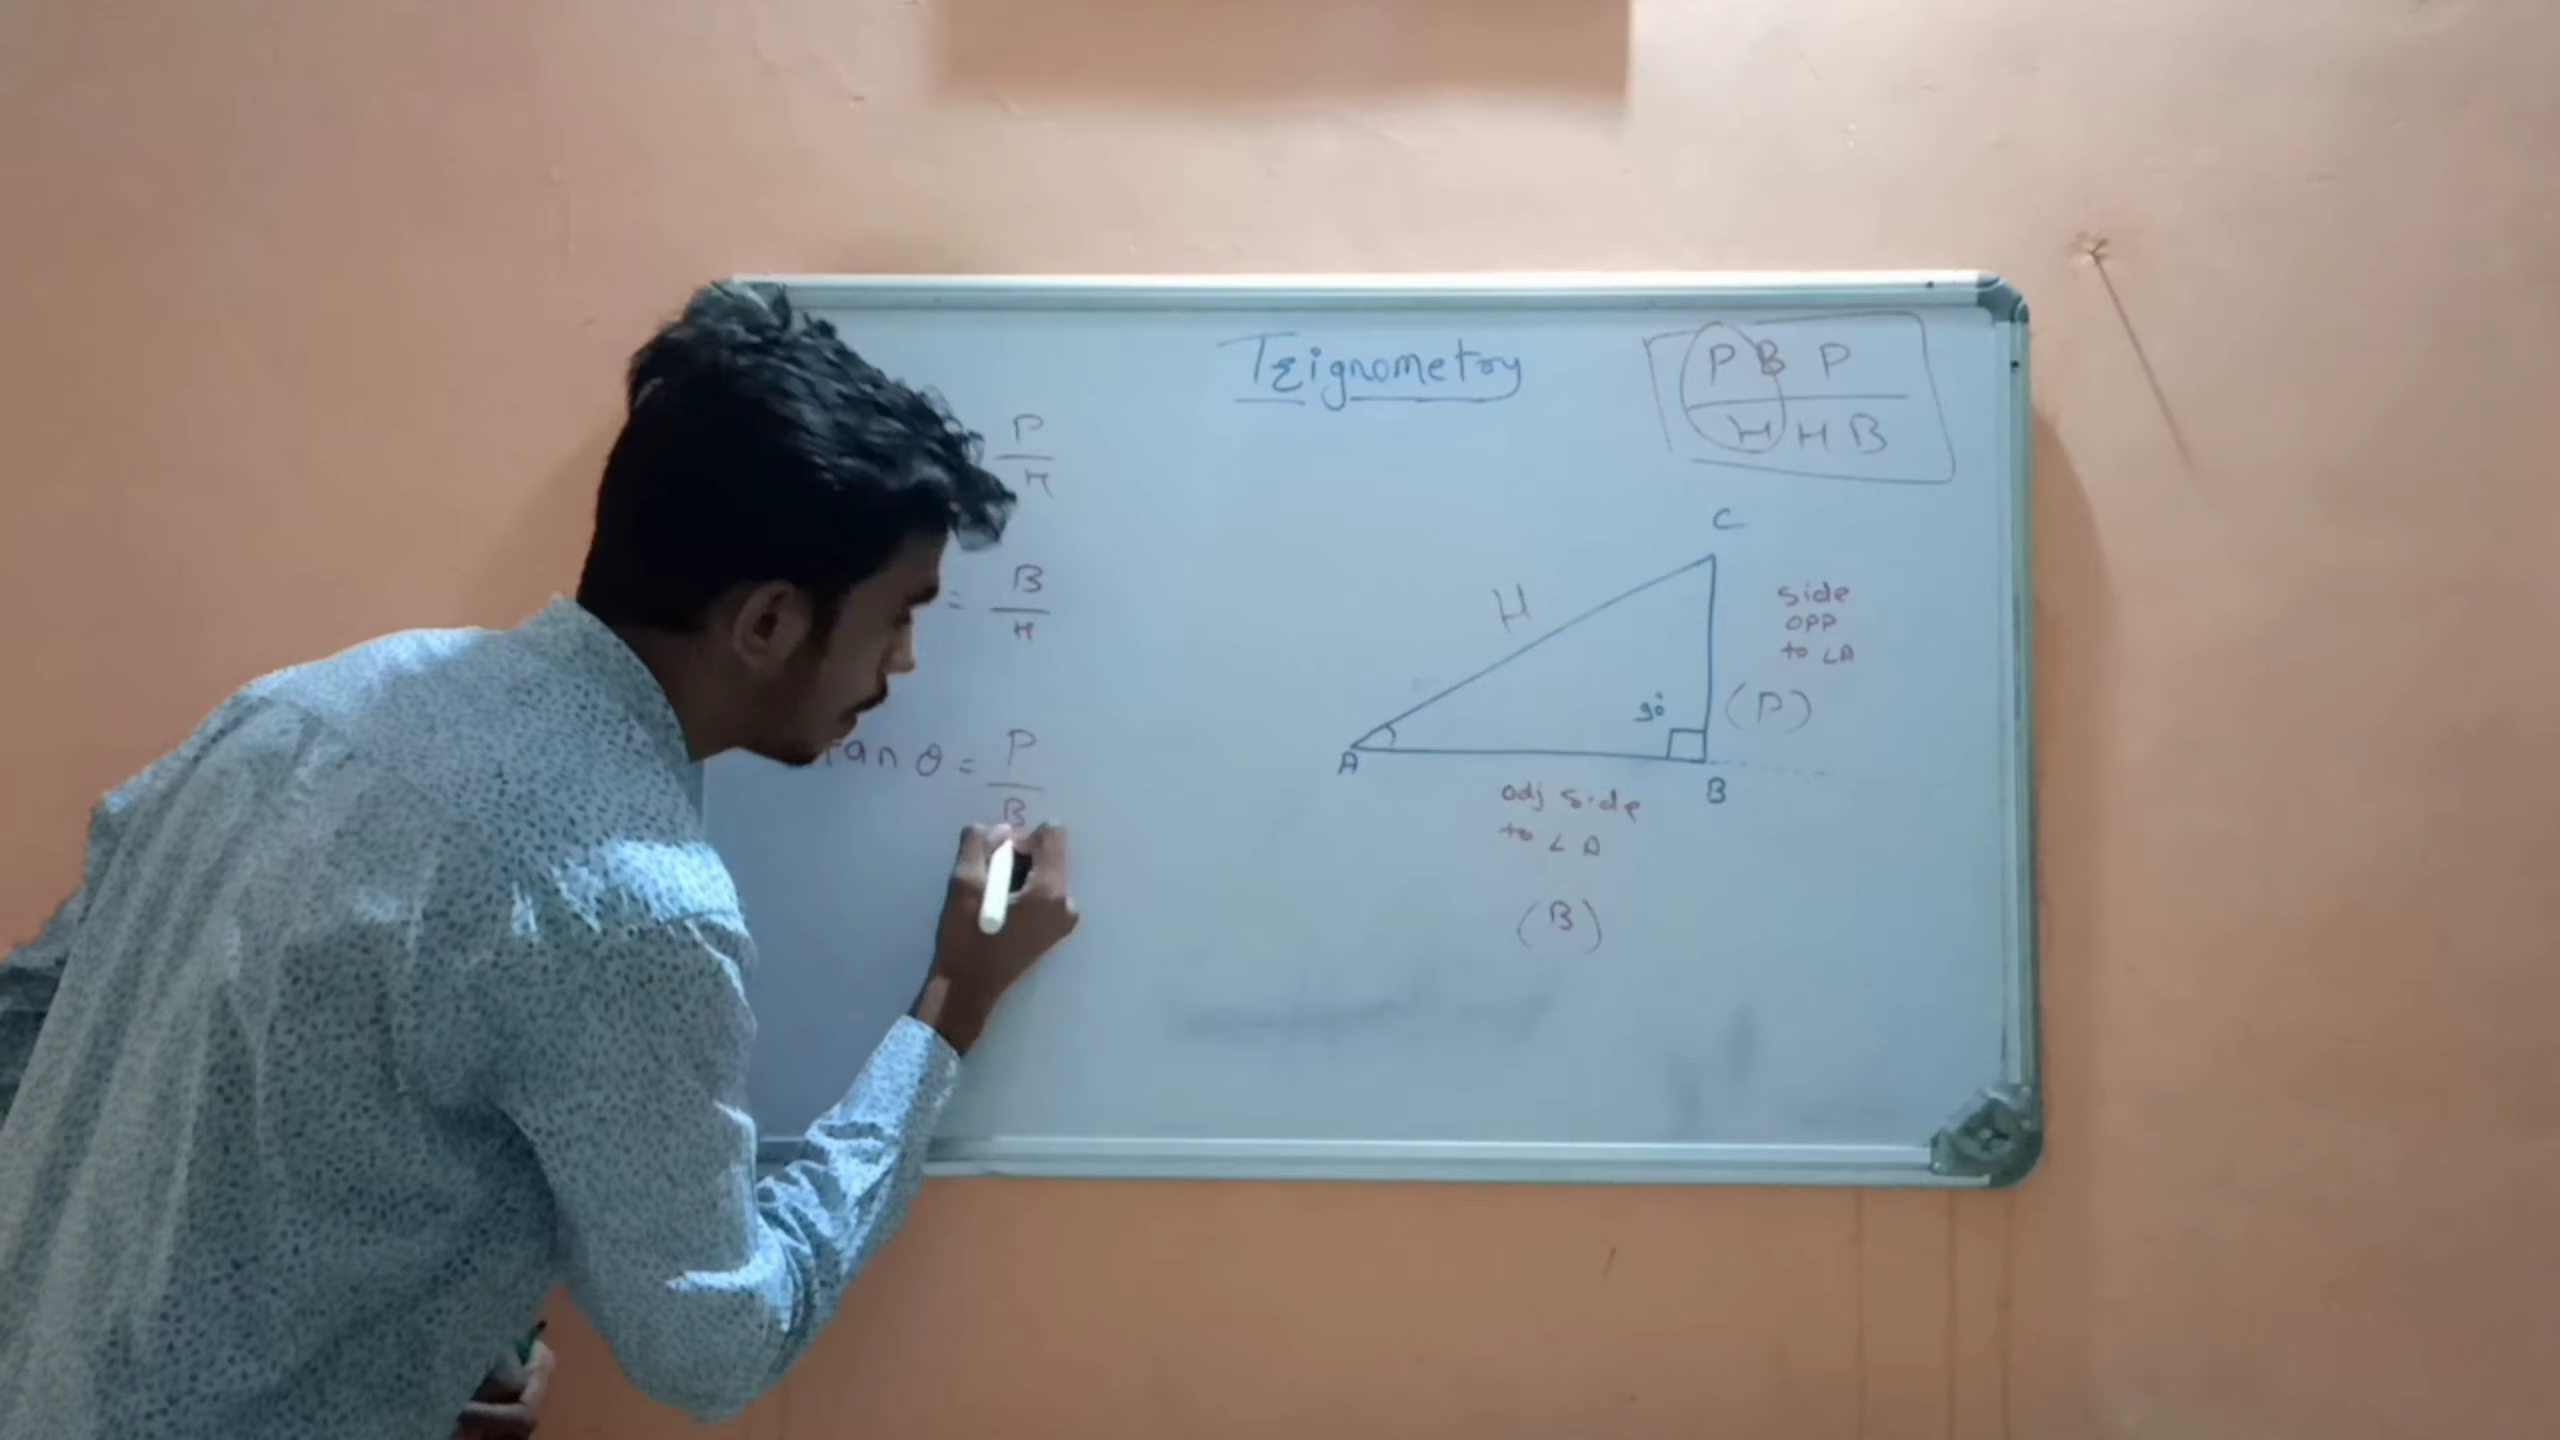 Trignometry
P B P
H H B
P
H
= B
H
tan θ = P
B
C
H
side
OPP
to ∠A
(P)
90°
A
B
adj side
to ∠A
(B)